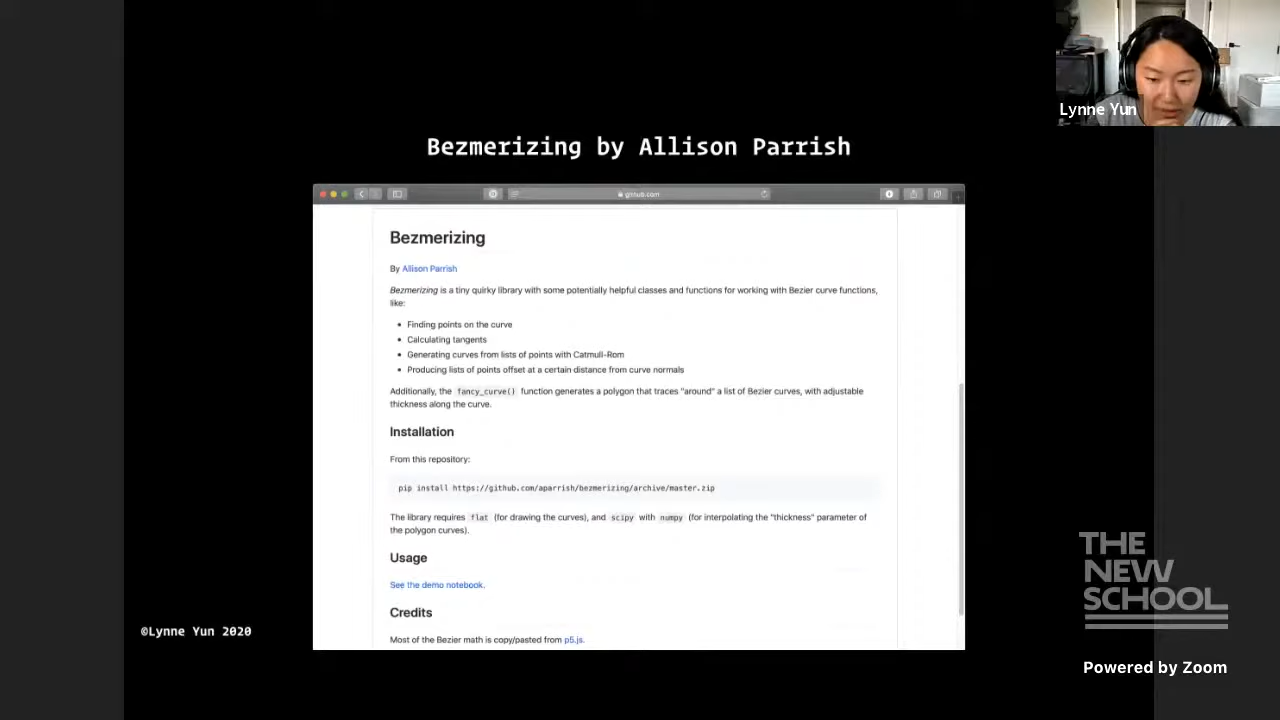 Lynne Yun
Bezmerizing by Allison Parrish
github.com
Bezmerizing
By Allison Parrish
Bezmerizing is a tiny quirky library with some potentially helpful classes and functions for working with Bezier curve functions,
like:
• Finding points on the curve
• Calculating tangents
• Generating curves from lists of points with Catmull-Rom
• Producing lists of points offset at a certain distance from curve normals
Additionally, the fancy_curve() function generates a polygon that traces "around" a list of Bezier curves, with adjustable
thickness along the curve.
Installation
From this repository:
pip install https://github.com/aparrish/bezmerizing/archive/master.zip
The library requires flat (for drawing the curves), and scipy with numpy (for interpolating the "thickness" parameter of
the polygon curves).
Usage
See the demo notebook.
Credits
Most of the Bezier math is copy/pasted from p5.js.
©Lynne Yun 2020
THE
NEW
SCHOOL
Powered by Zoom